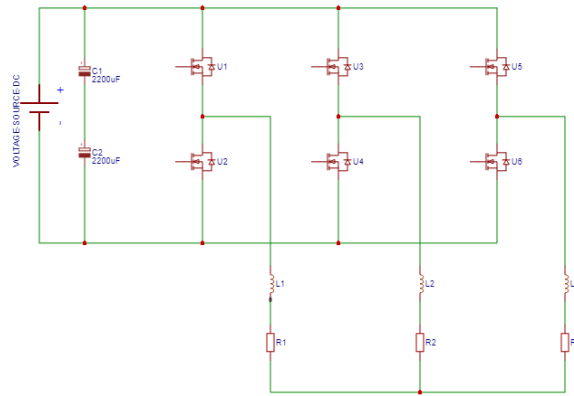 VOLTAGE-SOURCE-DC
+
-
C1
2200uF
C2
2200uF
U1
U2
U3
U4
U5
U6
L1
L2
L
R1
R2